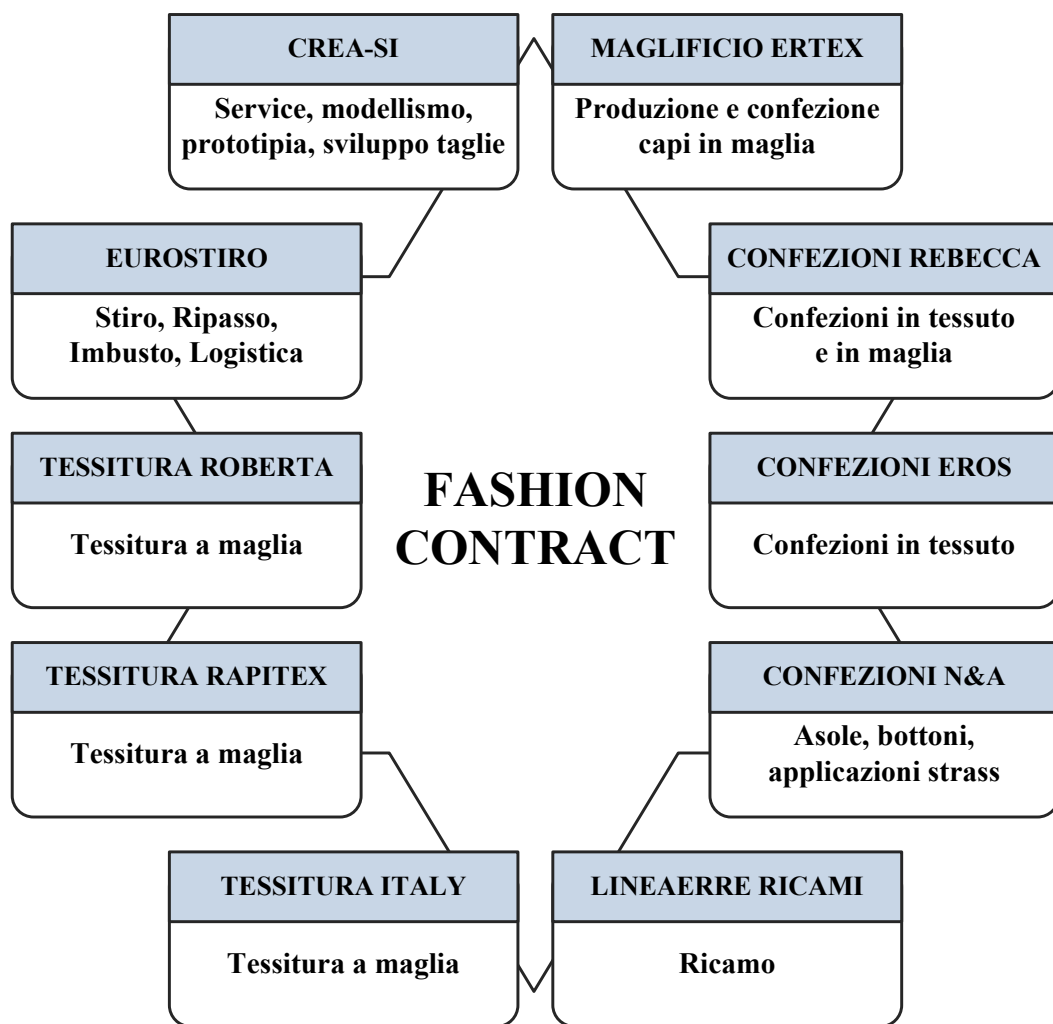 CREA-SI
Service, modellismo,
prototipia, sviluppo taglie
MAGLIFICIO ERTEX
Produzione e confezione
capi in maglia
EUROSTIRO
Stiro, Ripasso,
Imbusto, Logistica
CONFEZIONI REBECCA
Confezioni in tessuto
e in maglia
TESSITURA ROBERTA
Tessitura a maglia
FASHION
CONTRACT
CONFEZIONI EROS
Confezioni in tessuto
TESSITURA RAPITEX
Tessitura a maglia
CONFEZIONI N&A
Asole, bottoni,
applicazioni strass
TESSITURA ITALY
Tessitura a maglia
LINEAERRE RICAMI
Ricamo